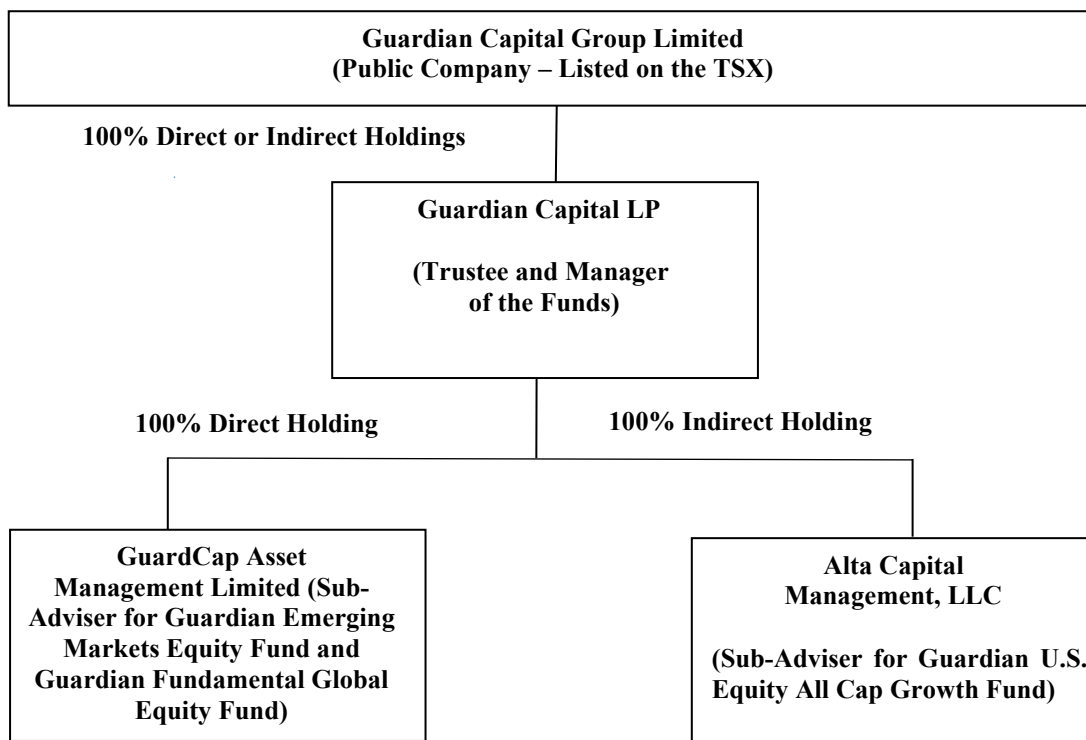 Guardian Capital Group Limited
(Public Company – Listed on the TSX)
100% Direct or Indirect Holdings
Guardian Capital LP
(Trustee and Manager
of the Funds)
100% Direct Holding
100% Indirect Holding
GuardCap Asset
Management Limited (Sub-
Adviser for Guardian Emerging
Markets Equity Fund and
Guardian Fundamental Global
Equity Fund)
Alta Capital
Management, LLC
(Sub-Adviser for Guardian U.S.
Equity All Cap Growth Fund)